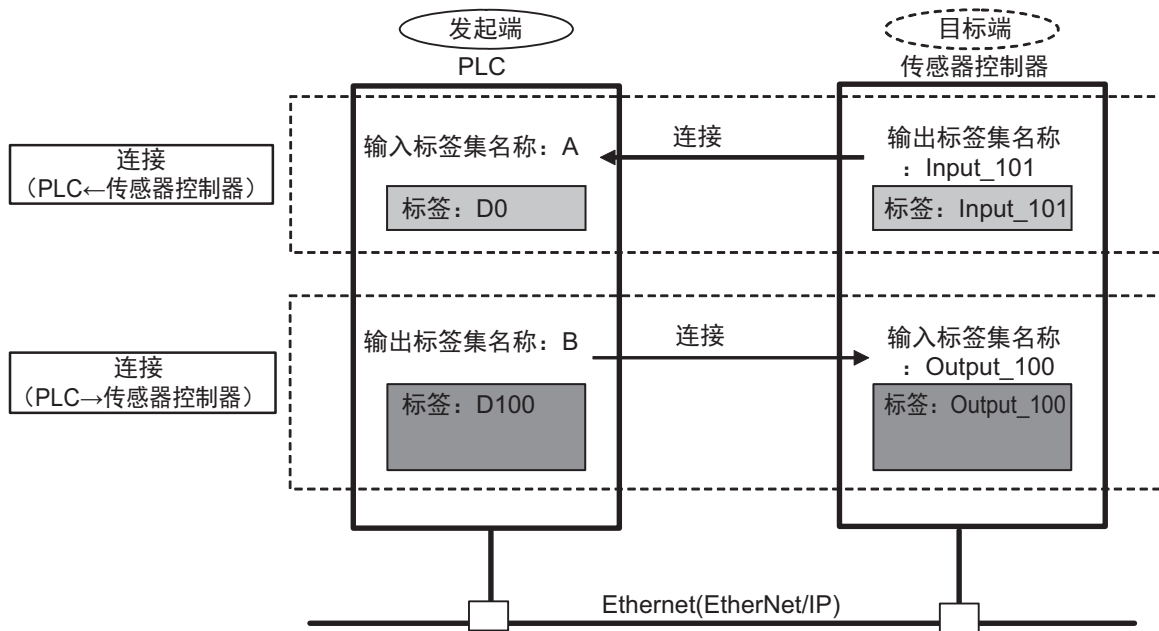 发起端
目标端
PLC
传感器控制器
连接
（PLC←传感器控制器）
输入标签集名称：A
连接
输出标签集名称
：Input_101
标签：D0
标签：Input_101
连接
（PLC→传感器控制器）
输出标签集名称：B
连接
输入标签集名称
：Output_100
标签：D100
标签：Output_100
Ethernet(EtherNet/IP)